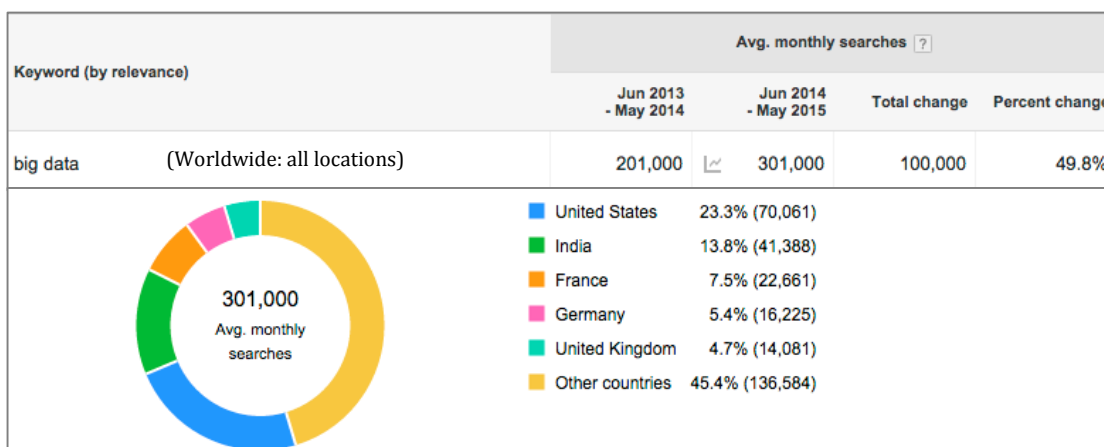 Keyword (by relevance)
Avg. monthly searches ?
Jun 2013 - May 2014
Jun 2014 - May 2015
Total change
Percent change
big data (Worldwide: all locations) 201,000 301,000 100,000 49.8%
301,000
Avg. monthly
searches
United States 23.3% (70,061)
India 13.8% (41,388)
France 7.5% (22,661)
Germany 5.4% (16,225)
United Kingdom 4.7% (14,081)
Other countries 45.4% (136,584)